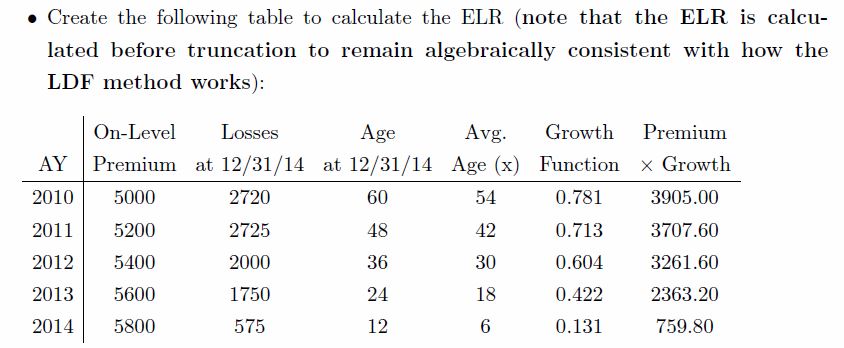 • Create the following table to calculate the ELR (note that the ELR is calcu-
lated before truncation to remain algebraically consistent with how the
LDF method works):
On-Level Losses Age Avg. Growth Premium
AY Premium at 12/31/14 at 12/31/14 Age (x) Function × Growth
2010 5000 2720 60 54 0.781 3905.00
2011 5200 2725 48 42 0.713 3707.60
2012 5400 2000 36 30 0.604 3261.60
2013 5600 1750 24 18 0.422 2363.20
2014 5800 575 12 6 0.131 759.80